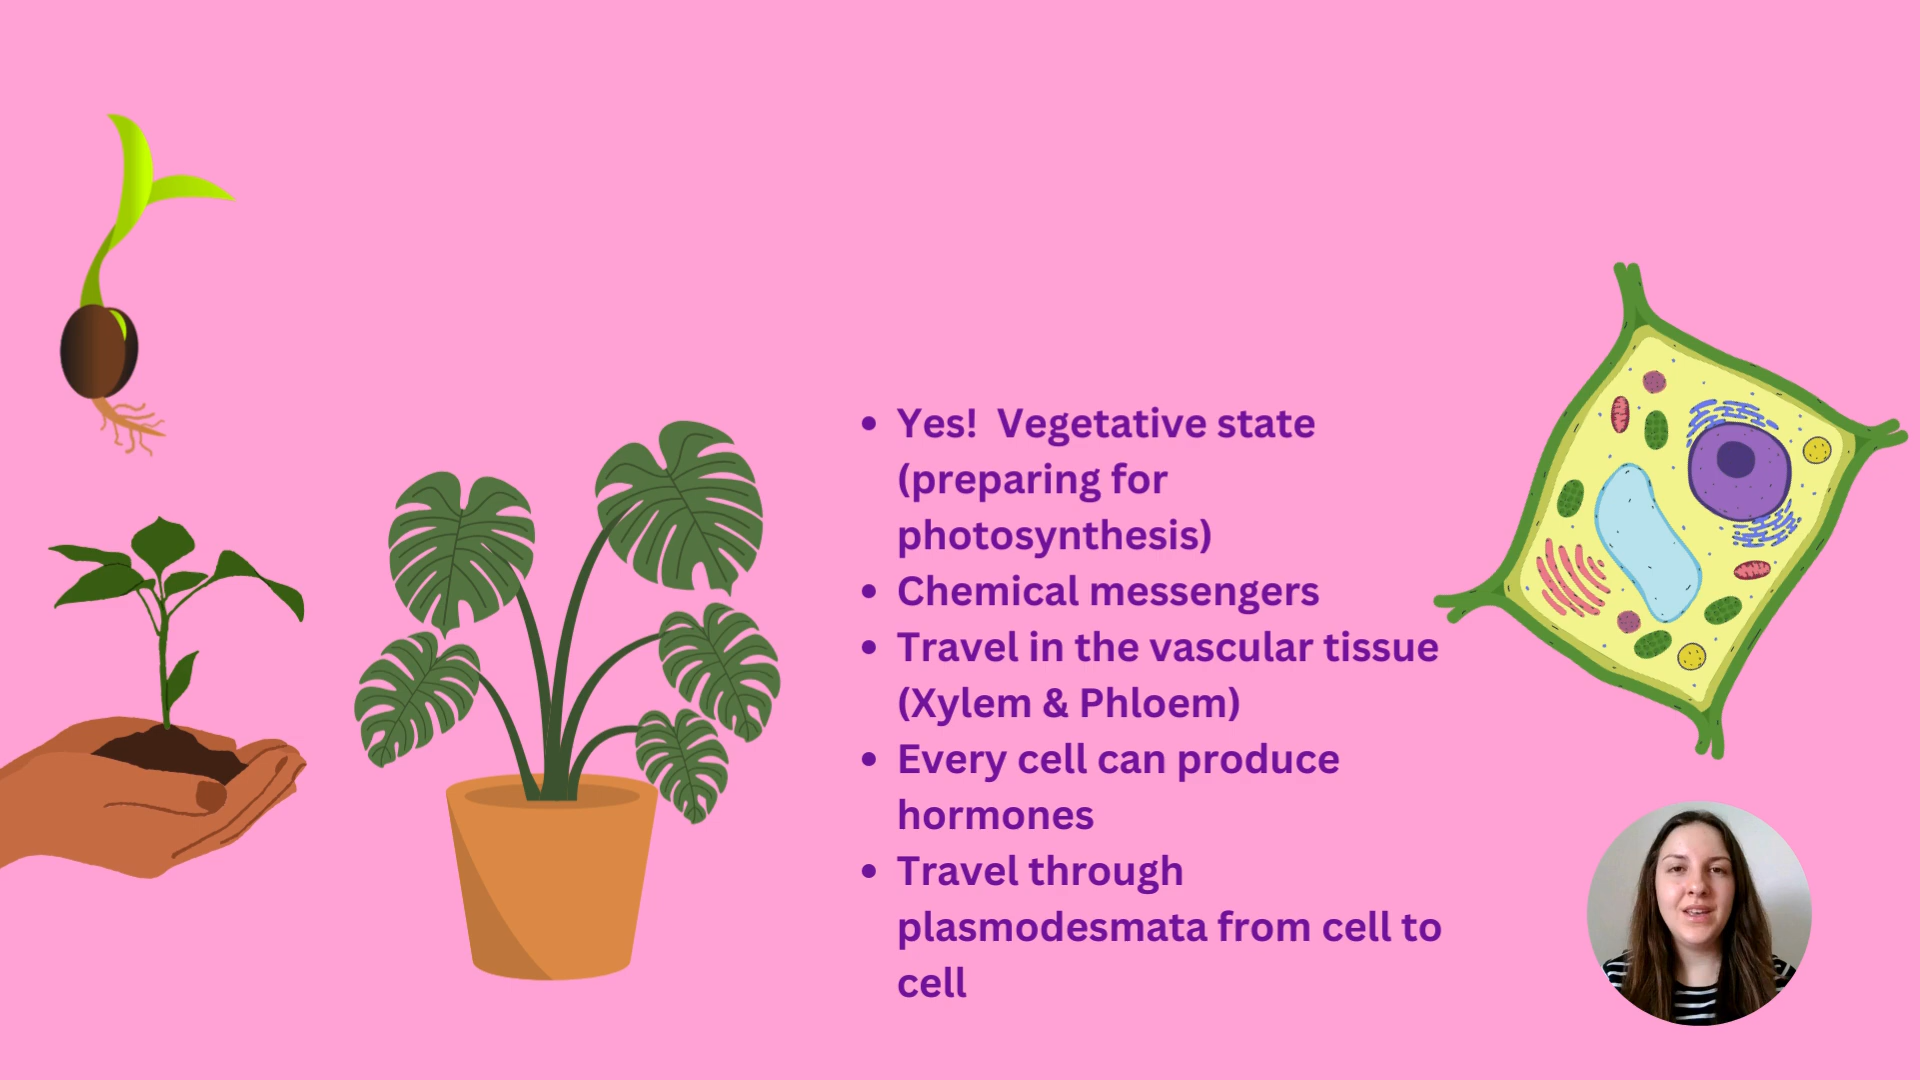 • Yes!  Vegetative state
(preparing for
photosynthesis)
• Chemical messengers
• Travel in the vascular tissue
(Xylem & Phloem)
• Every cell can produce
hormones
• Travel through
plasmodesmata from cell to
cell